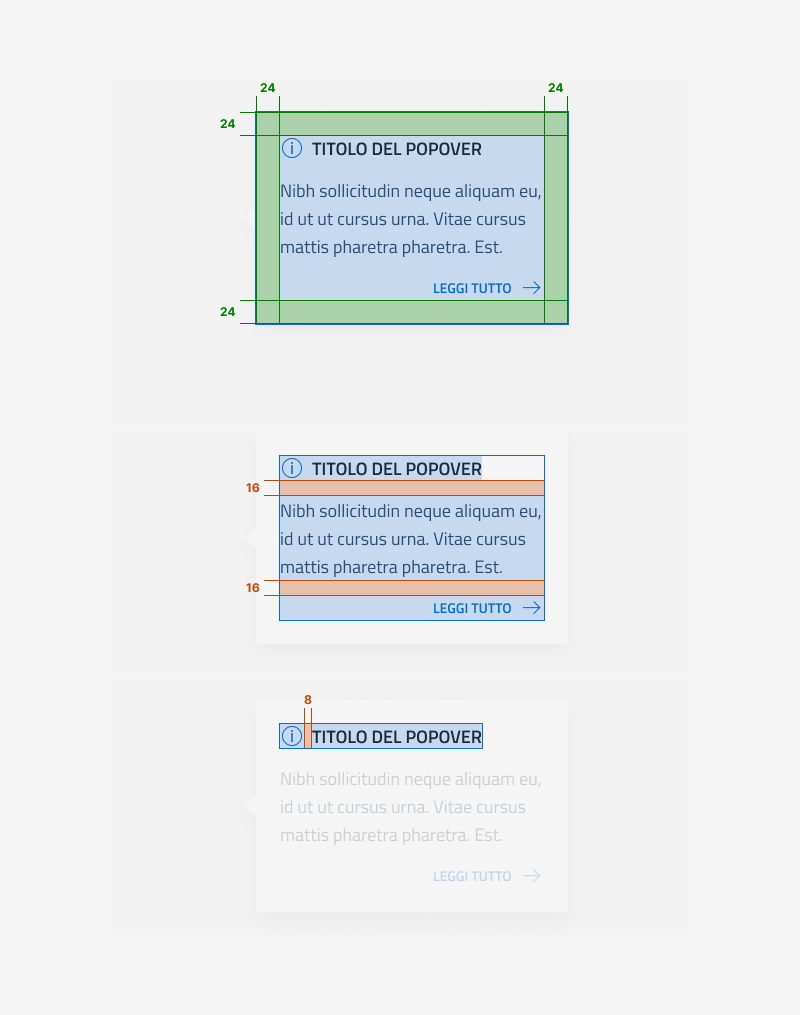 24 24
24
TITOLO DEL POPOVER
Nibh sollicitudin neque aliquam eu,
id ut ut cursus urna. Vitae cursus
mattis pharetra pharetra. Est.
LEGGI TUTTO
24
TITOLO DEL POPOVER
16
Nibh sollicitudin neque aliquam eu,
id ut ut cursus urna. Vitae cursus
mattis pharetra pharetra. Est.
16
LEGGI TUTTO
8
TITOLO DEL POPOVER
Nibh sollicitudin neque aliquam eu,
id ut ut cursus urna. Vitae cursus
mattis pharetra pharetra. Est.
LEGGI TUTTO